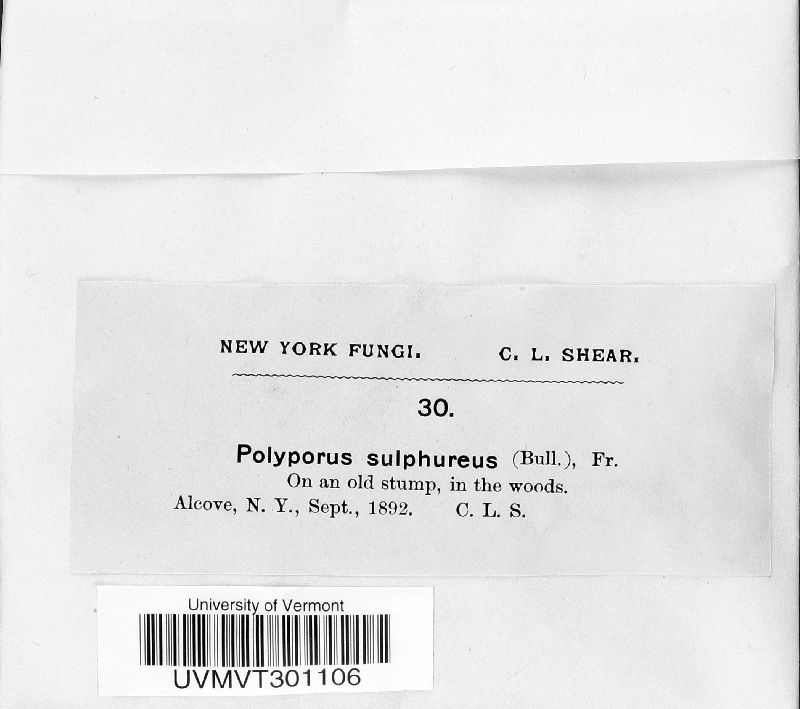 NEW YORK FUNGI. C. L. SHEAR.
30.
Polyporus sulphureus (Bull.), Fr.
On an old stump, in the woods.
Alcove, N. Y., Sept., 1892. C. L. S.
University of Vermont
UVMVT301106